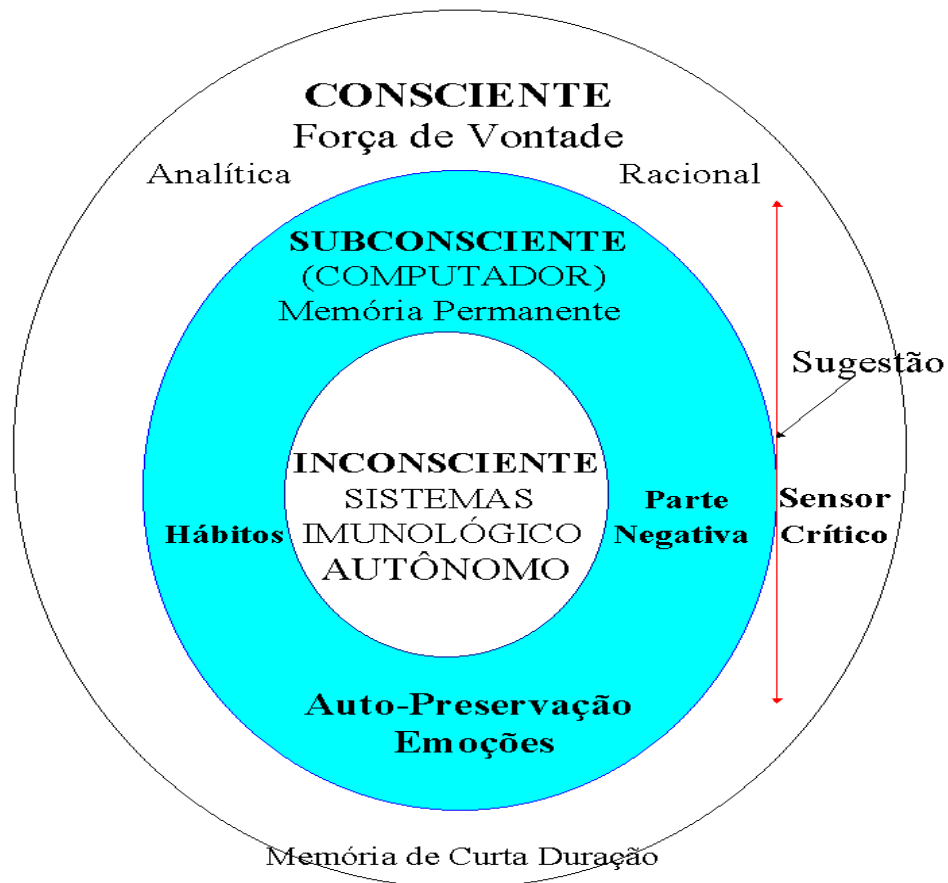 CONSCIENTE
Força de Vontade
Analítica
Racional
SUBCONSCIENTE
(COMPUTADOR)
Memória Permanente
Sugestão
INCONSCIENTE
SISTEMAS
IMUNOLÓGICO
AUTÔNOMO
Hábitos
Parte
Negativa
Sensor
Crítico
Auto-Preservação
Emoções
Memória de Curta Duração